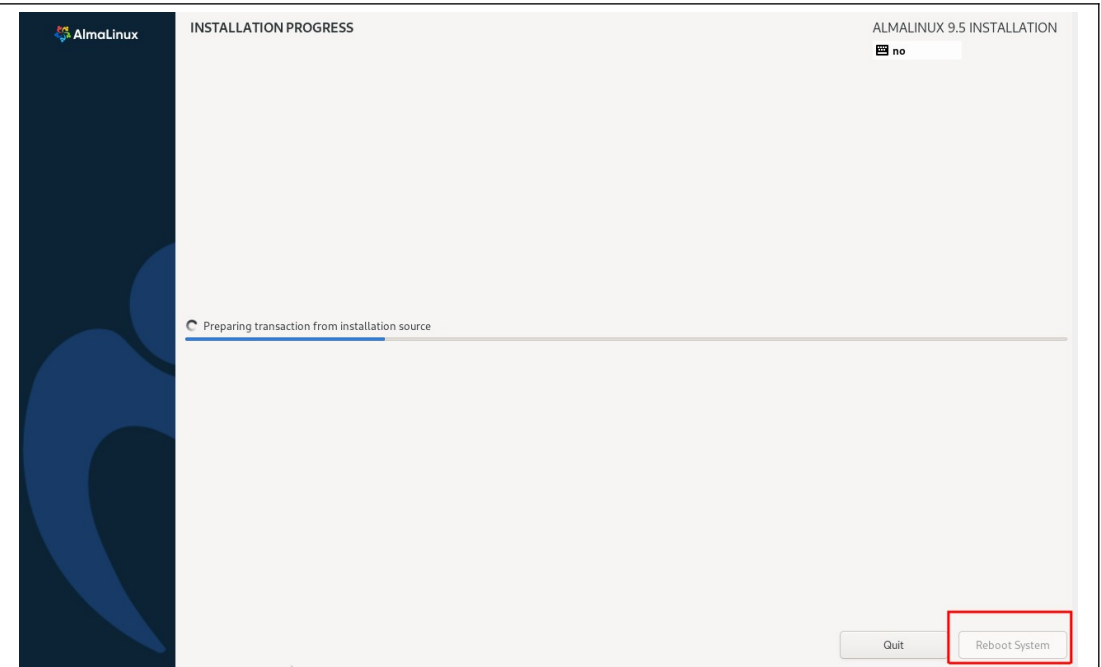 AlmaLinux
INSTALLATION PROGRESS
ALMALINUX 9.5 INSTALLATION
no
Preparing transaction from installation source
Quit
Reboot System